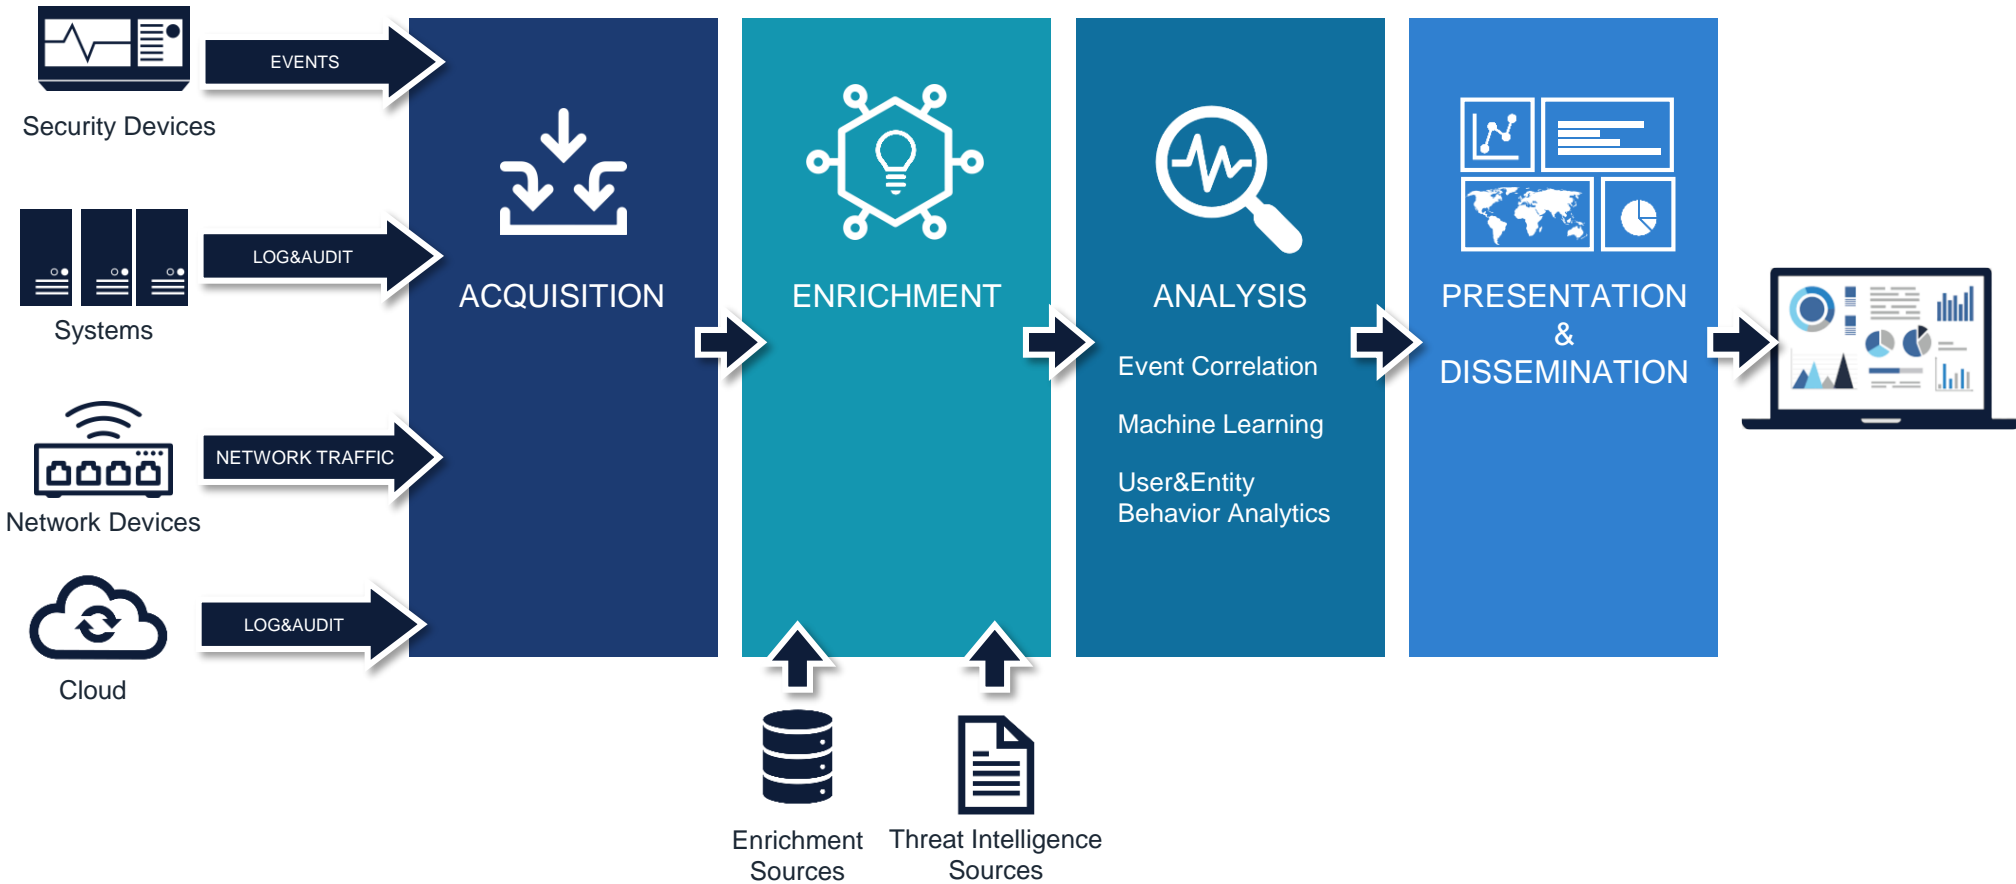 EVENTS
Security Devices
LOG&AUDIT
Systems
NETWORK TRAFFIC
Network Devices
LOG&AUDIT
Cloud
ACQUISITION
ENRICHMENT
Enrichment
Sources
Threat Intelligence
Sources
ANALYSIS
Event Correlation
Machine Learning
User&Entity
Behavior Analytics
PRESENTATION
&
DISSEMINATION